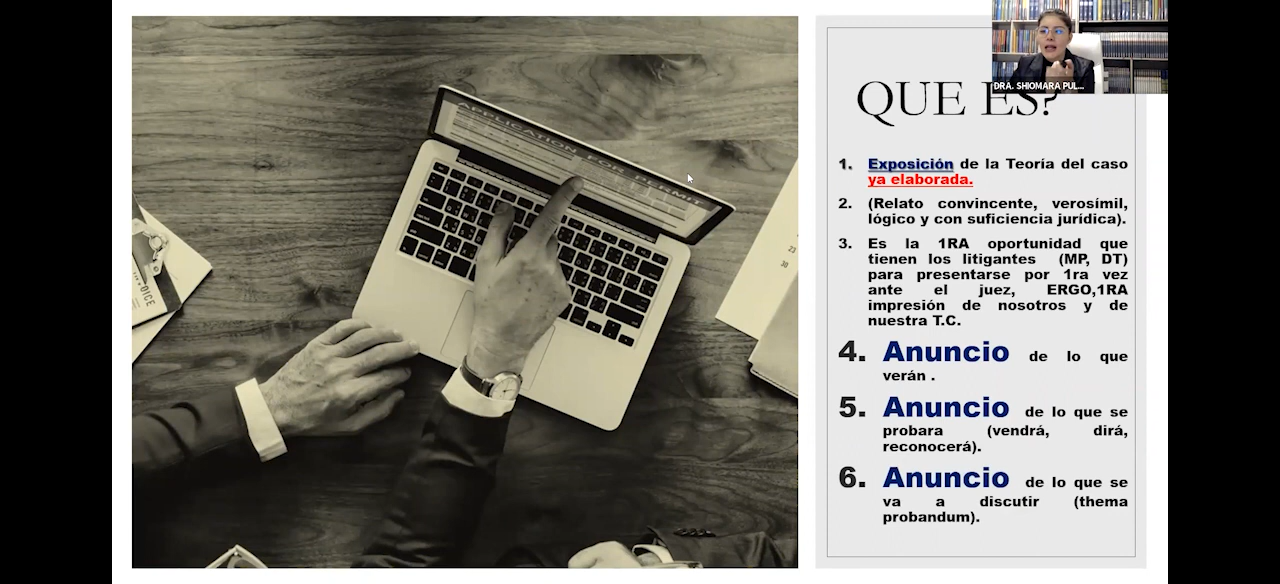 DRA. SHIOMARA PUL...
QUE ES?
1. Exposición de la Teoría del caso
ya elaborada.
2. (Relato convincente, verosímil,
lógico y con suficiencia jurídica).
3. Es la 1RA oportunidad que
tienen los litigantes (MP, DT)
para presentarse por 1ra vez
ante el juez, ERGO,1RA
impresión de nosotros y de
nuestra T.C.
4. Anuncio de lo que
verán .
5. Anuncio de lo que se
probara (vendrá, dirá,
reconocerá).
6. Anuncio de lo que se
va a discutir (thema
probandum).
APPLICATION FOR PERMIT
23
30